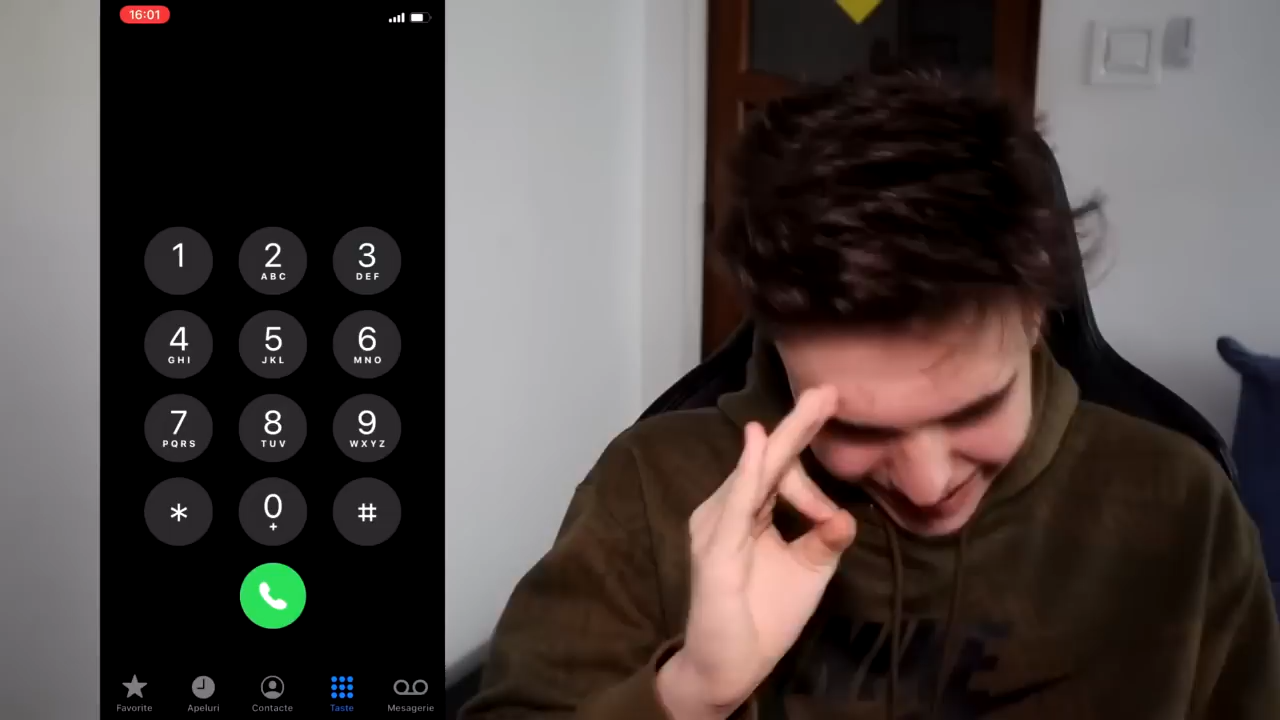 16:01
1
2
ABC
3
DEF
4
GHI
5
JKL
6
MNO
7
PQRS
8
TUV
9
WXYZ
*
0
+
#
Favorite
Apeluri
Contacte
Taste
Mesagerie
NIKE